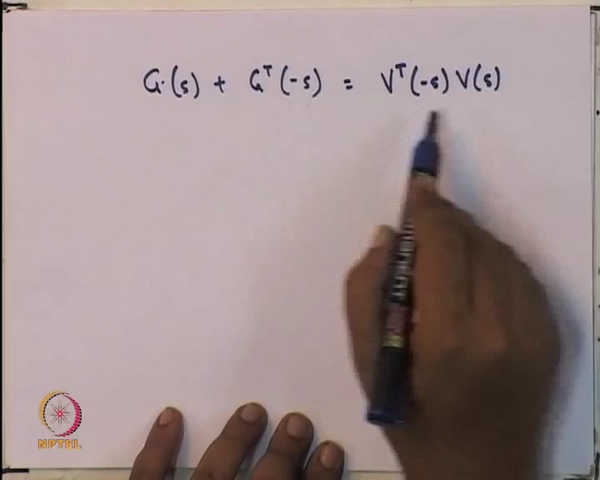 G(s) + G^T(-s) = V^T(-s) V(s)
NPTEL